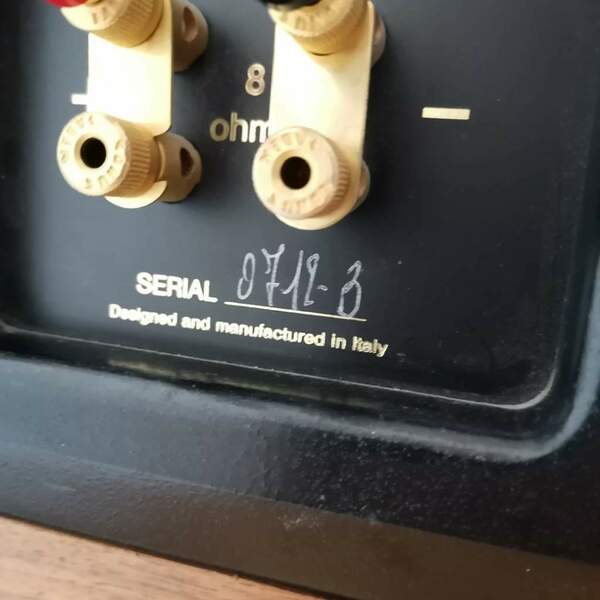 8
ohm
SERIAL 0712-B
Designed and manufactured in Italy